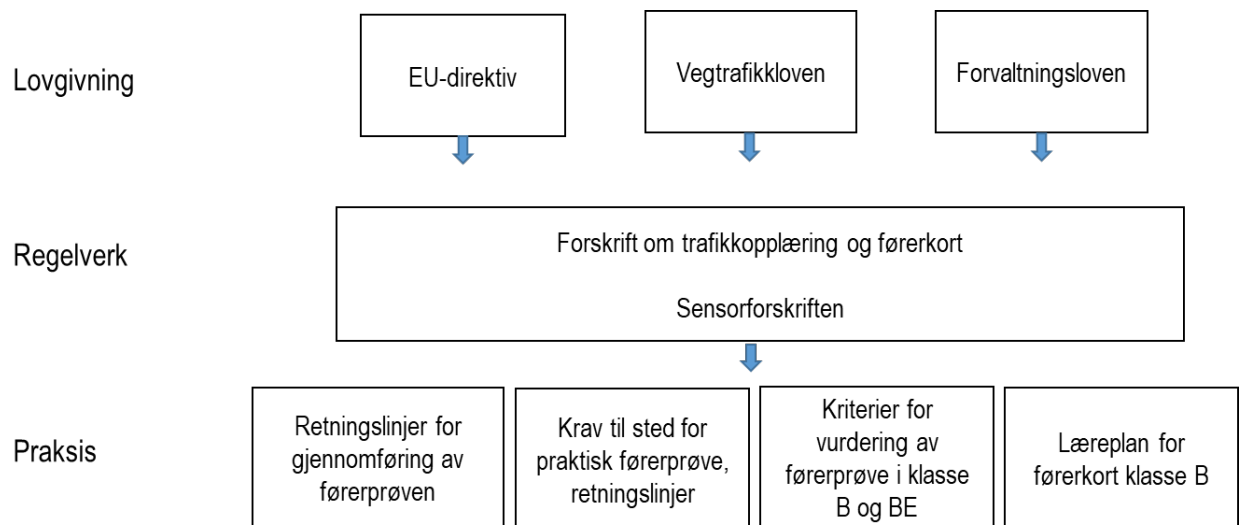 Lovgivning
EU-direktiv
Vegtrafikkloven
Forvaltningsloven
Regelverk
Forskrift om trafikkopplæring og førerkort
Sensorforskriften
Praksis
Retningslinjer for
gjennomføring av
førerprøven
Krav til sted for
praktisk førerprøve,
retningslinjer
Kriterier for
vurdering av
førerprøve i klasse
B og BE
Læreplan for
førerkort klasse B